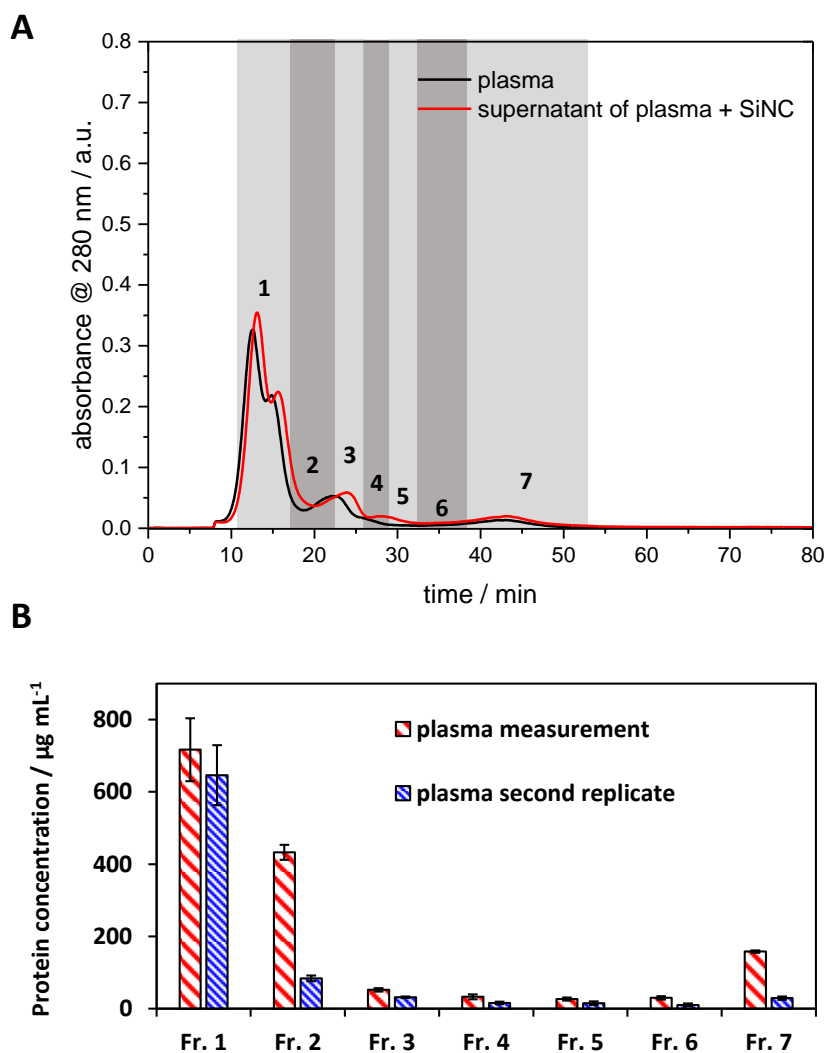 A
0.8
0.7
0.6
0.5
0.4
0.3
0.2
0.1
0.0
absorbance @ 280 nm / a.u.
plasma
supernatant of plasma + SiNC
1
2
3
4
5
6
7
0 10 20 30 40 50 60 70 80
time / min
B
Protein concentration / µg mL⁻¹
800
600
400
200
0
plasma measurement
plasma second replicate
Fr. 1 Fr. 2 Fr. 3 Fr. 4 Fr. 5 Fr. 6 Fr. 7